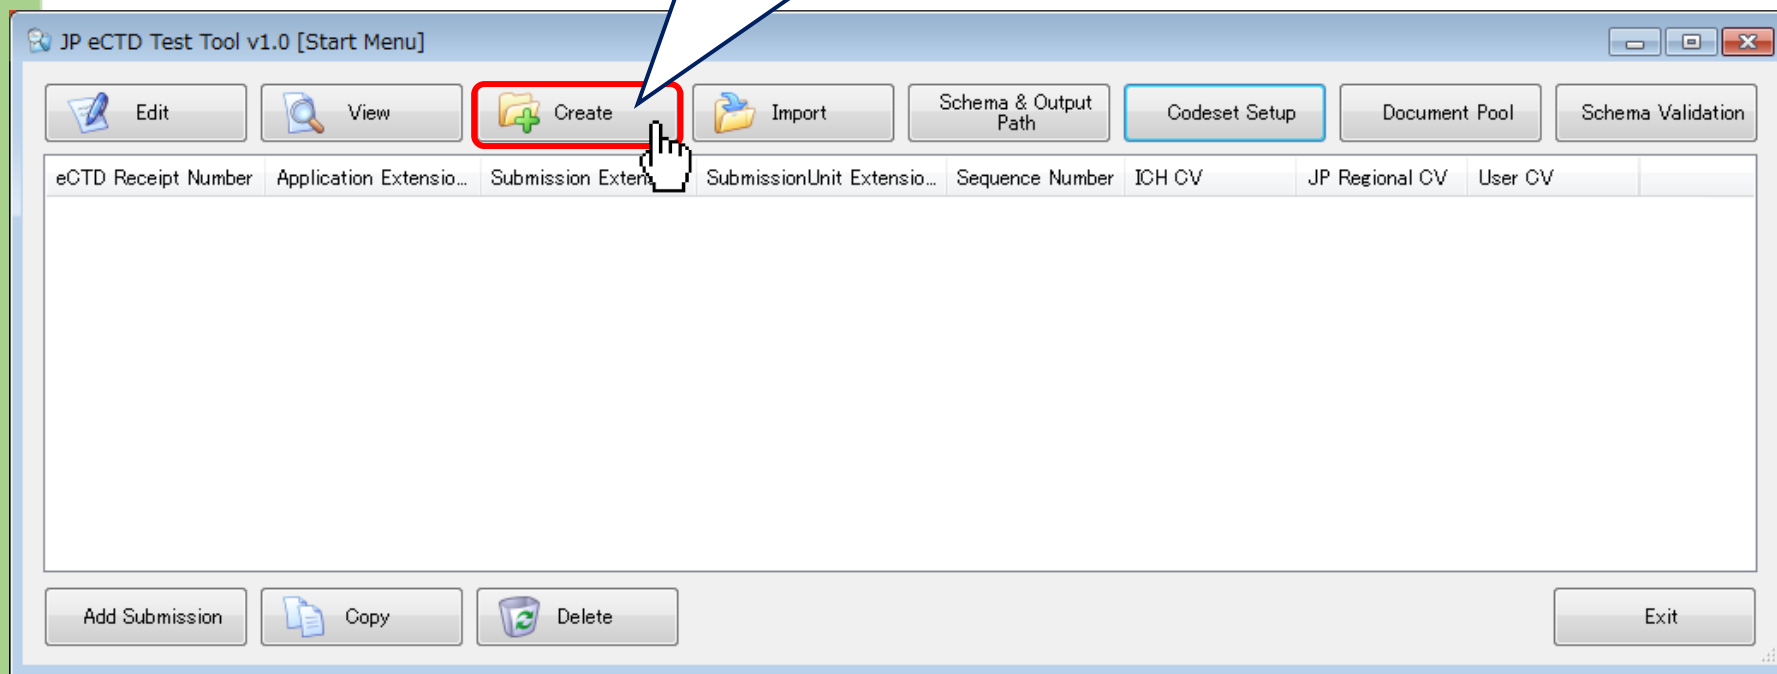 JP eCTD Test Tool v1.0 [Start Menu]
Edit
View
Create
Import
Schema & Output
Path
Codeset Setup
Document Pool
Schema Validation
eCTD Receipt Number
Application Extensio...
Submission Exten
SubmissionUnit Extensio...
Sequence Number
ICH CV
JP Regional CV
User CV
Add Submission
Copy
Delete
Exit